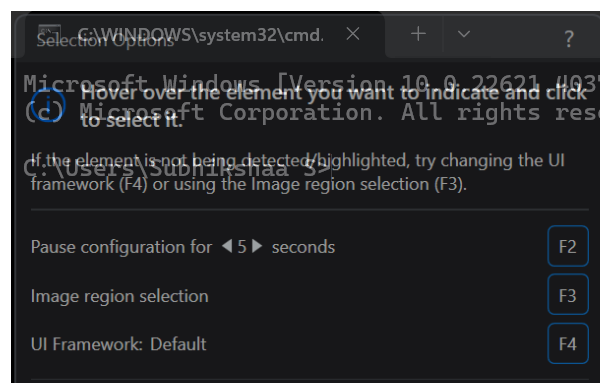 Selection Options
C:\WINDOWS\system32\cmd.
?
Microsoft Windows [Version 10.0.22621.
Hover over the element you want to indicate and click
to select it.
(c) Microsoft Corporation. All rights rese
If the element is not being detected/highlighted, try changing the UI
framework (F4) or using the Image region selection (F3).
C:\Users\Subhikshaa S>
Pause configuration for 5 seconds
F2
Image region selection
F3
UI Framework: Default
F4